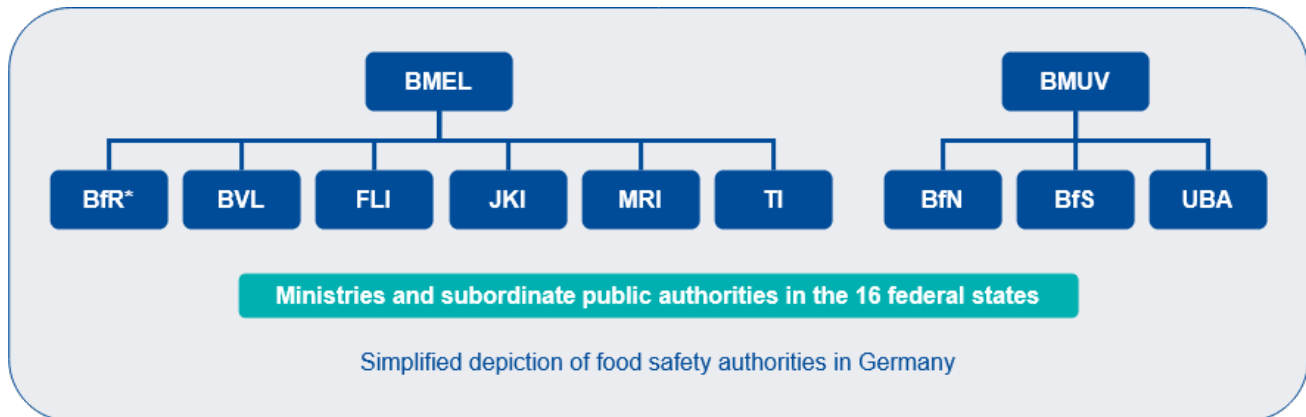 BMEL BMUV
BfR* BVL FLI JKI MRI TI BfN BfS UBA
Ministries and subordinate public authorities in the 16 federal states
Simplified depiction of food safety authorities in Germany